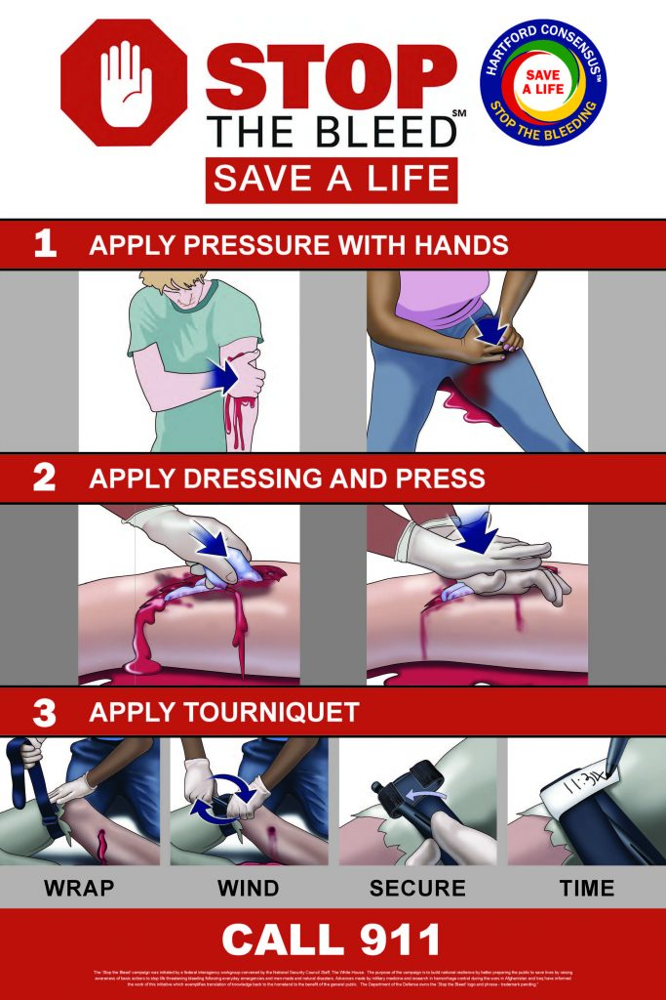 STOP
THE BLEED℠
SAVE A LIFE
HARTFORD CONSENSUS™
SAVE
A LIFE
STOP THE BLEEDING
1 APPLY PRESSURE WITH HANDS
2 APPLY DRESSING AND PRESS
3 APPLY TOURNIQUET
WRAP
WIND
SECURE
TIME
CALL 911
The 'Stop the Bleed' campaign was initiated by a federal interagency workgroup convened by the National Security Council Staff, The White House. The purpose of the campaign is to build national resilience by better preparing the public to save lives by raising
awareness of basic actions to stop life threatening bleeding following everyday emergencies and man-made and natural disasters. Advances made by military medicine and research in hemorrhage control during the wars in Afghanistan and Iraq have informed
the work of this initiative which exemplifies translation of knowledge back to the homeland to the benefit of the general public. The Department of Defense owns the 'Stop the Bleed' logo and phrase - trademark pending."